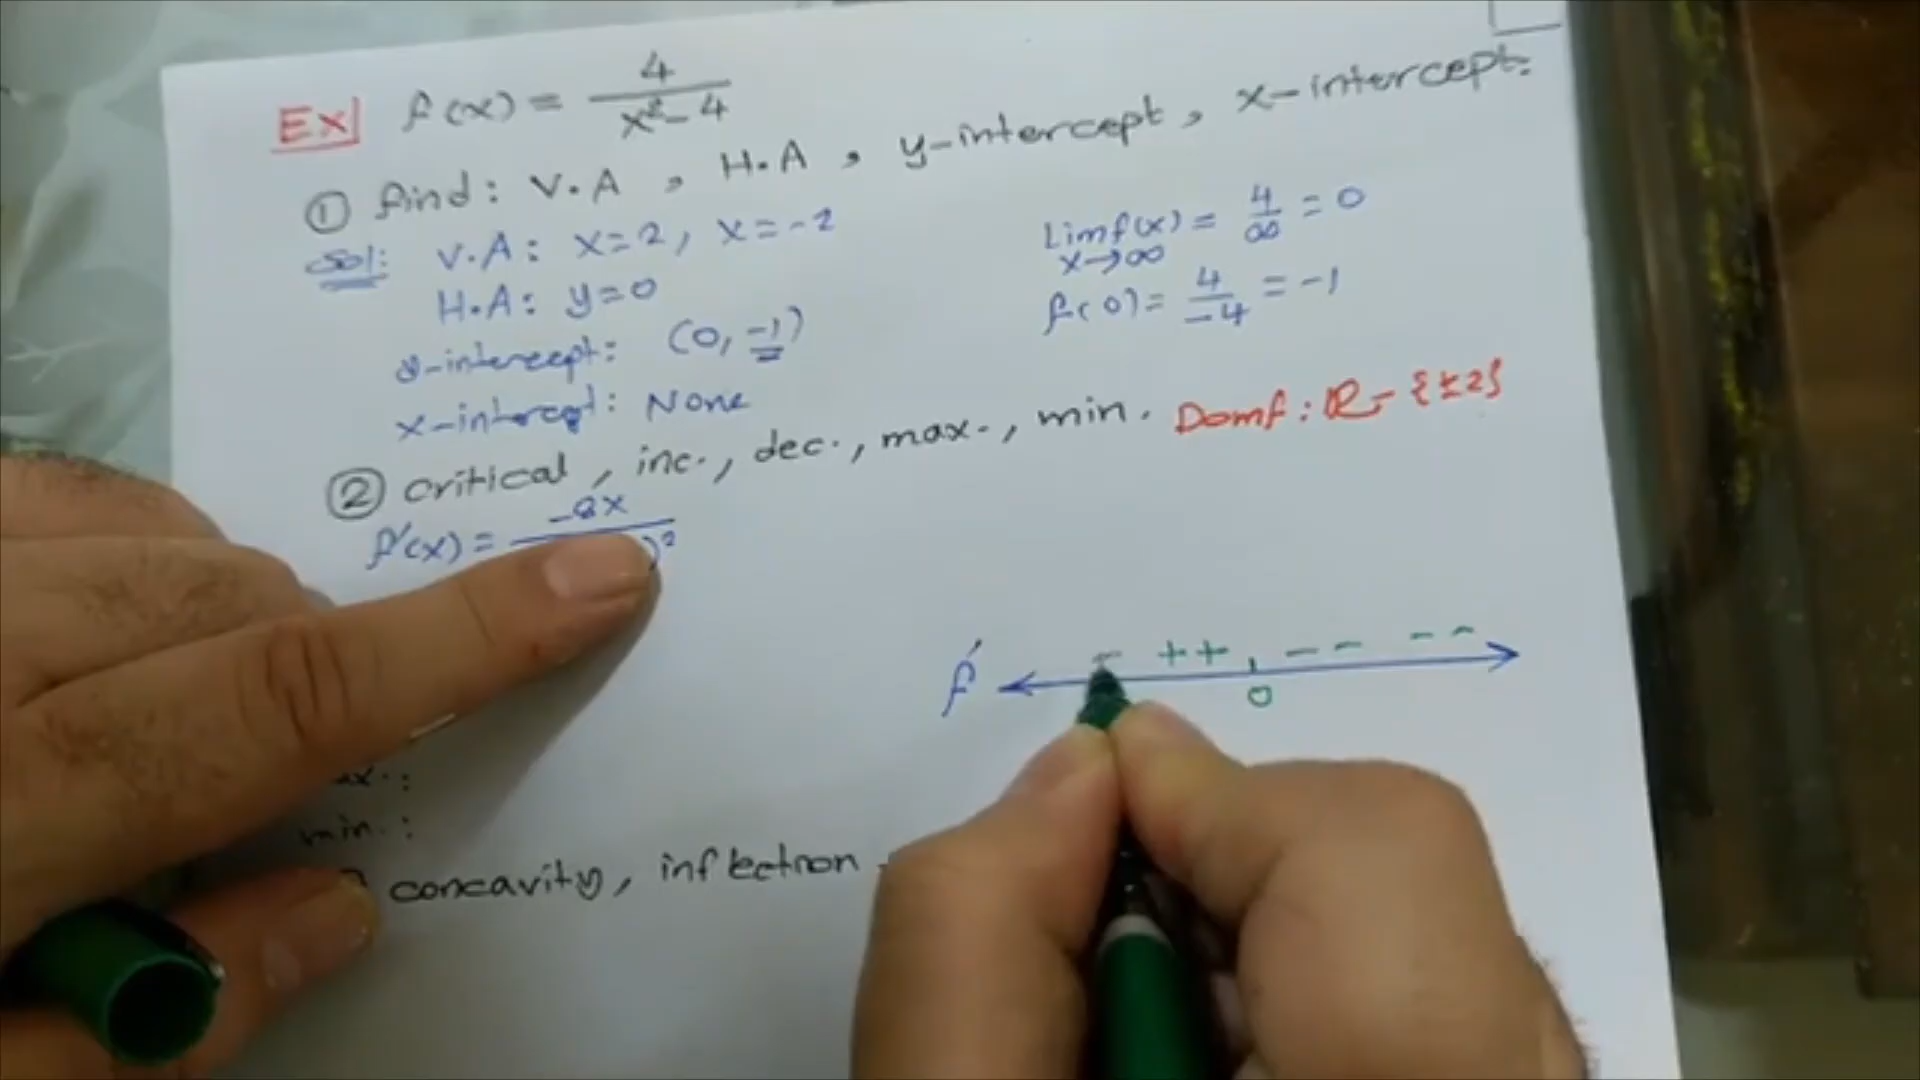 Ex| f(x) = 4 / x² - 4
① find: V.A , H.A , y-intercept , x-intercept.
Sol: V.A: x=2, x=-2
H.A: y=0
y-intercept: (0, -1)
x-intercept: None
Lim f(x) = 4/∞ = 0
x→∞
f(0) = 4/-4 = -1
② critical, inc., dec., max., min. Domf: R - {±2}
f'(x) = -8x / )²
f' - ++ -- --
0
min.:
concavity, inflection